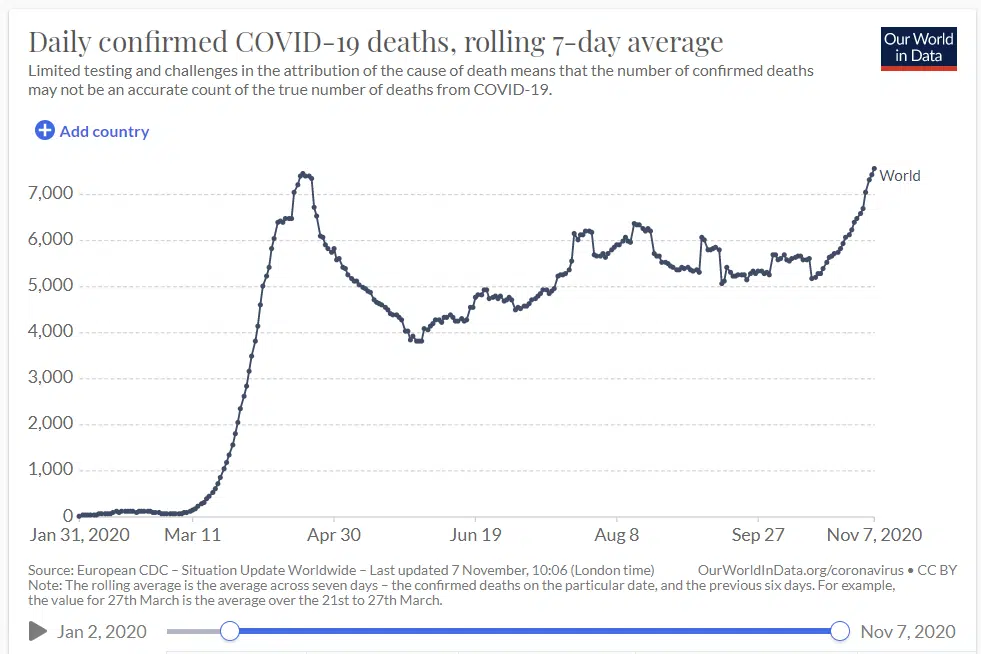 Daily confirmed COVID-19 deaths, rolling 7-day average
Our World
in Data
Limited testing and challenges in the attribution of the cause of death means that the number of confirmed deaths
may not be an accurate count of the true number of deaths from COVID-19.
Add country
World
7,000
6,000
5,000
4,000
3,000
2,000
1,000
0
Jan 31, 2020 Mar 11 Apr 30 Jun 19 Aug 8 Sep 27 Nov 7, 2020
Source: European CDC – Situation Update Worldwide – Last updated 7 November, 10:06 (London time) OurWorldInData.org/coronavirus • CC BY
Note: The rolling average is the average across seven days – the confirmed deaths on the particular date, and the previous six days. For example,
the value for 27th March is the average over the 21st to 27th March.
Jan 2, 2020 Nov 7, 2020